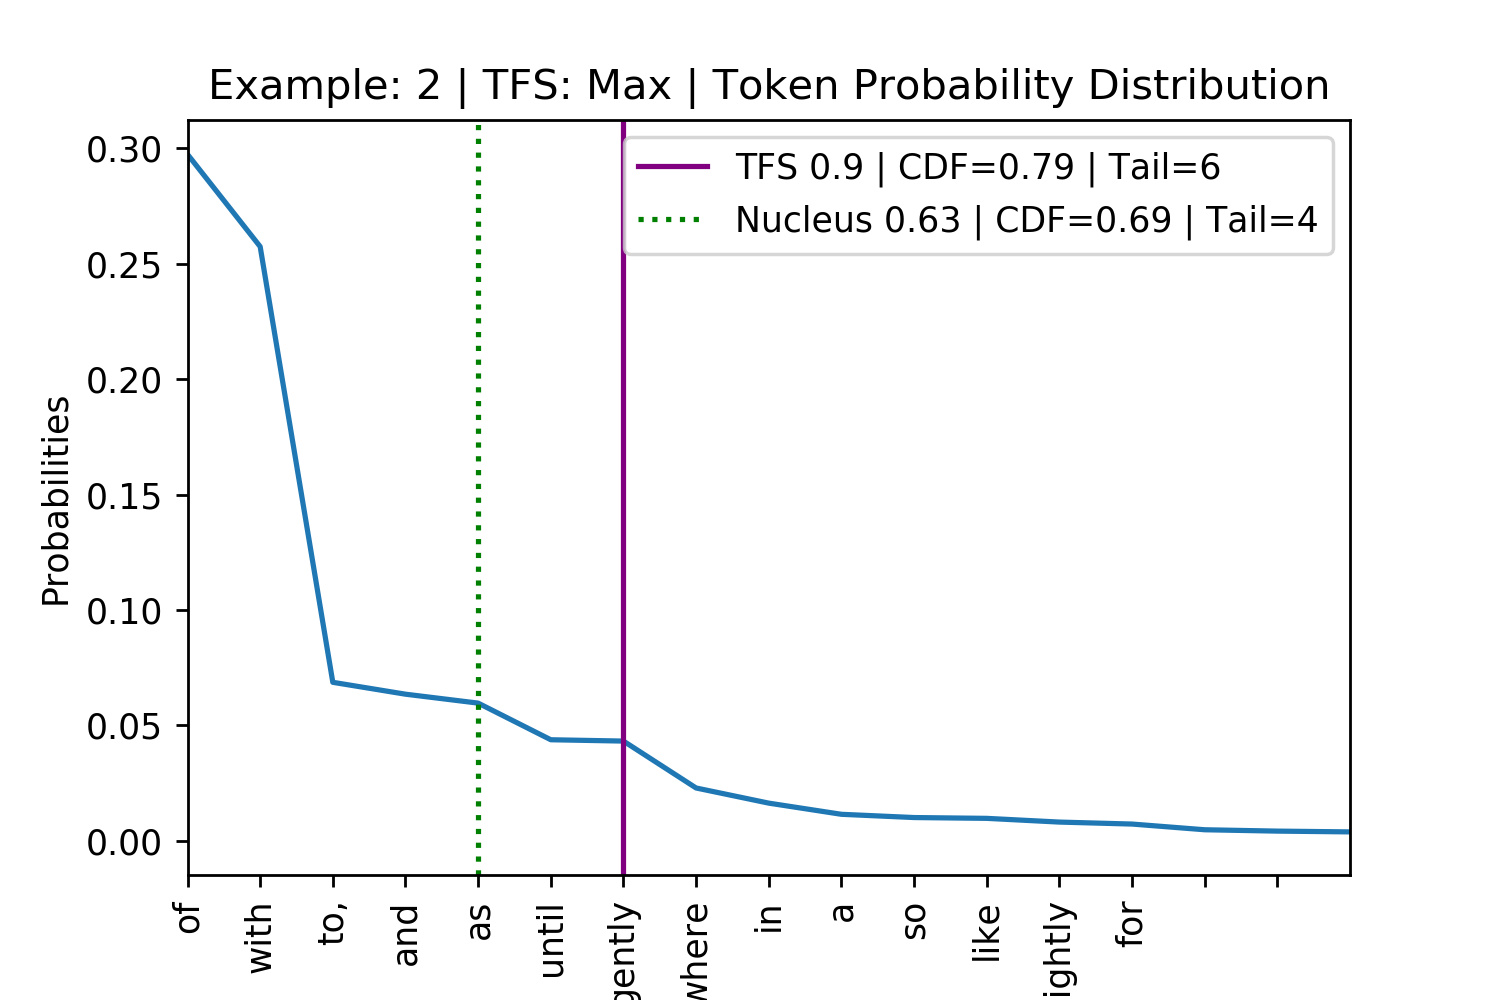 Example: 2 | TFS: Max | Token Probability Distribution
TFS 0.9 | CDF=0.79 | Tail=6
Nucleus 0.63 | CDF=0.69 | Tail=4
Probabilities
0.30
0.25
0.20
0.15
0.10
0.05
0.00
of
with
to,
and
as
until
gently
where
in
a
so
like
ightly
for